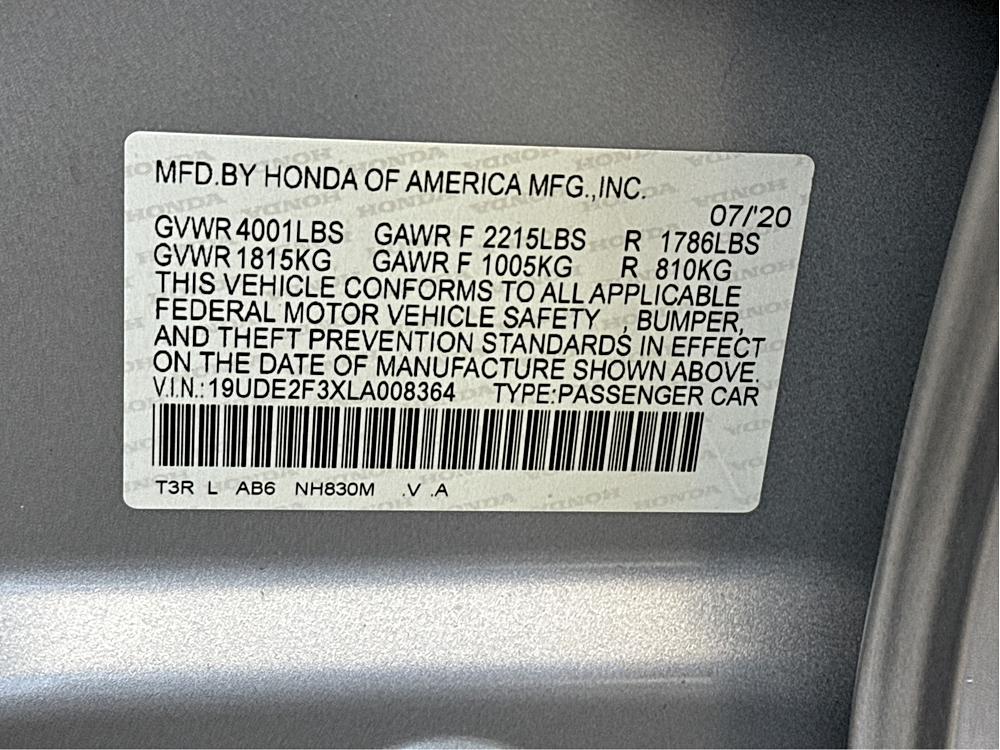 MFD.BY HONDA OF AMERICA MFG.,INC.
07/'20
GVWR 4001LBS GAWR F 2215LBS R 1786LBS
GVWR 1815KG GAWR F 1005KG R 810KG
THIS VEHICLE CONFORMS TO ALL APPLICABLE
FEDERAL MOTOR VEHICLE SAFETY , BUMPER,
AND THEFT PREVENTION STANDARDS IN EFFECT
ON THE DATE OF MANUFACTURE SHOWN ABOVE.
V.I.N.: 19UDE2F3XLA008364 TYPE:PASSENGER CAR
T3R L AB6 NH830M .V .A